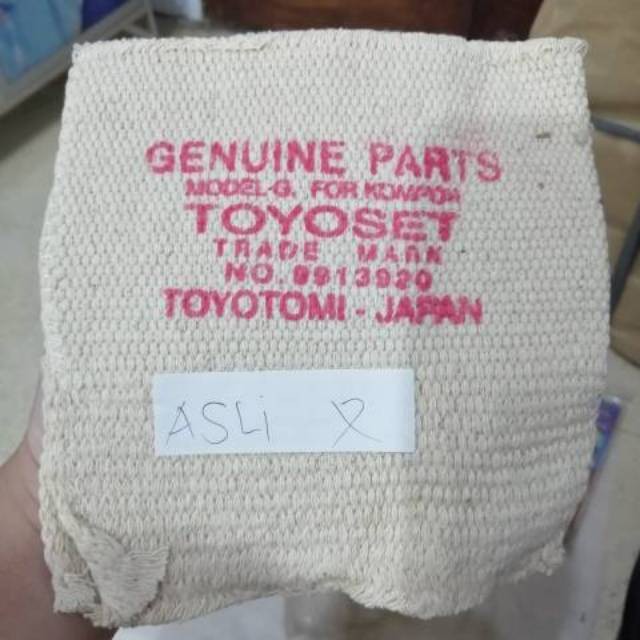 GENUINE PARTS
MODEL-G. FOR KOMPOR
TOYOSET
TRADE MARK
NO. 9913920
TOYOTOMI - JAPAN
ASLi